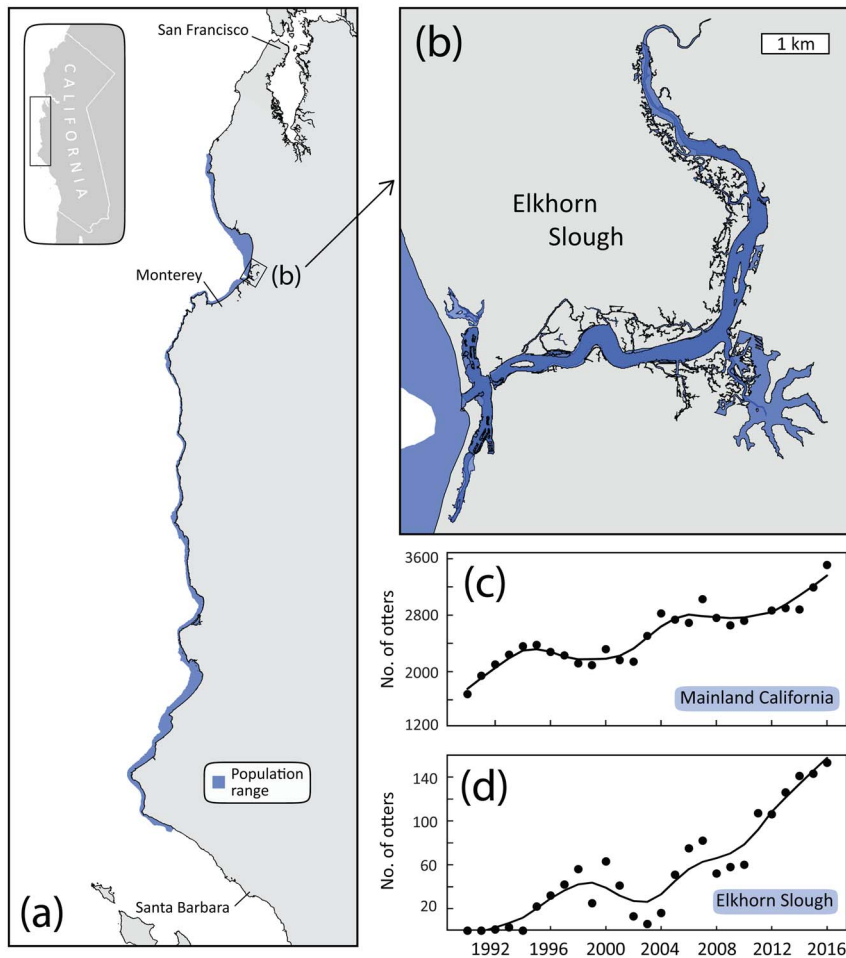 San Francisco
CALIFORNIA
Monterey
(b)
Population
range
Santa Barbara
(a)
(b)
1 km
Elkhorn
Slough
3600
2800
2000
1200
No. of otters
(c)
Mainland California
140
100
60
20
No. of otters
(d)
Elkhorn Slough
1992
1996
2000
2004
2008
2012
2016